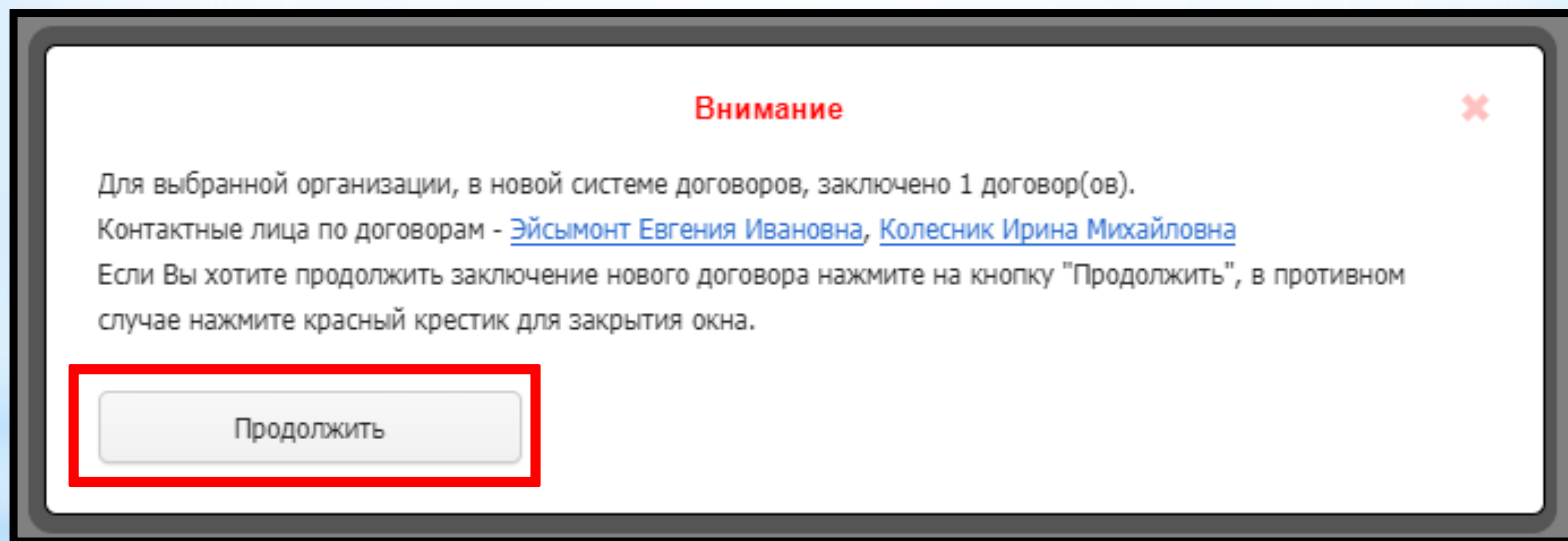 Внимание
Для выбранной организации, в новой системе договоров, заключено 1 договор(ов).
Контактные лица по договорам - Эйсымонт Евгения Ивановна, Колесник Ирина Михайловна
Если Вы хотите продолжить заключение нового договора нажмите на кнопку "Продолжить", в противном
случае нажмите красный крестик для закрытия окна.
Продолжить